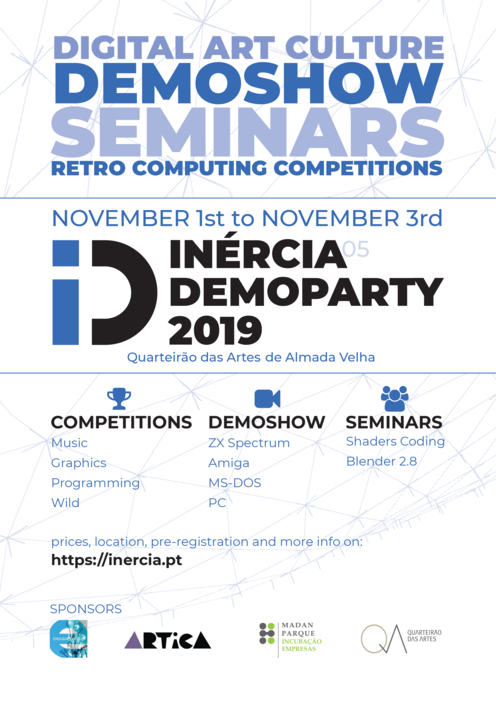 DIGITAL ART CULTURE
DEMOSHOW
SEMINARS
RETRO COMPUTING COMPETITIONS
NOVEMBER 1st to NOVEMBER 3rd
iD
INÉRCIA 05
DEMOPARTY
2019
Quarteirão das Artes de Almada Velha
COMPETITIONS
Music
Graphics
Programming
Wild
DEMOSHOW
ZX Spectrum
Amiga
MS-DOS
PC
SEMINARS
Shaders Coding
Blender 2.8
prices, location, pre-registration and more info on:
https://inercia.pt
SPONSORS
ARTiCA
MADAN
PARQUE
INCUBAÇÃO
EMPRESAS
QA
QUARTEIRÃO
DAS ARTES